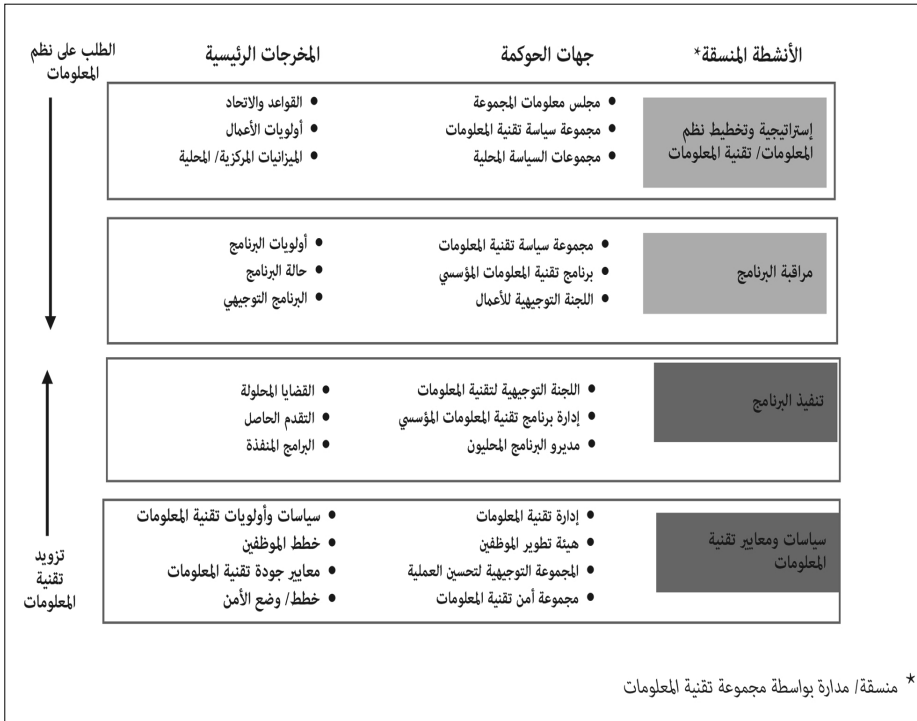 الأنشطة المنسقة*
جهات الحوكمة
المخرجات الرئيسية
الطلب على نظم
المعلومات
إستراتيجية وتخطيط نظم
المعلومات/ تقنية المعلومات
• مجلس معلومات المجموعة
• مجموعة سياسة تقنية المعلومات
• مجموعات السياسة المحلية
• القواعد والاتحاد
• أولويات الأعمال
• الميزانيات المركزية/ المحلية
مراقبة البرنامج
• مجموعة سياسة تقنية المعلومات
• برنامج تقنية المعلومات المؤسسي
• اللجنة التوجيهية للأعمال
• أولويات البرنامج
• حالة البرنامج
• البرنامج التوجيهي
تنفيذ البرنامج
• اللجنة التوجيهية لتقنية المعلومات
• إدارة برنامج تقنية المعلومات المؤسسي
• مديرو البرنامج المحليون
• القضايا المحلولة
• التقدم الحاصل
• البرامج المنفذة
سياسات ومعايير تقنية
المعلومات
• إدارة تقنية المعلومات
• هيئة تطوير الموظفين
• المجموعة التوجيهية لتحسين العملية
• مجموعة أمن تقنية المعلومات
• سياسات وأولويات تقنية المعلومات
• خطط الموظفين
• معايير جودة تقنية المعلومات
• خطط/ وضع الأمن
تزويد
تقنية
المعلومات
* منسقة/ مدارة بواسطة مجموعة تقنية المعلومات